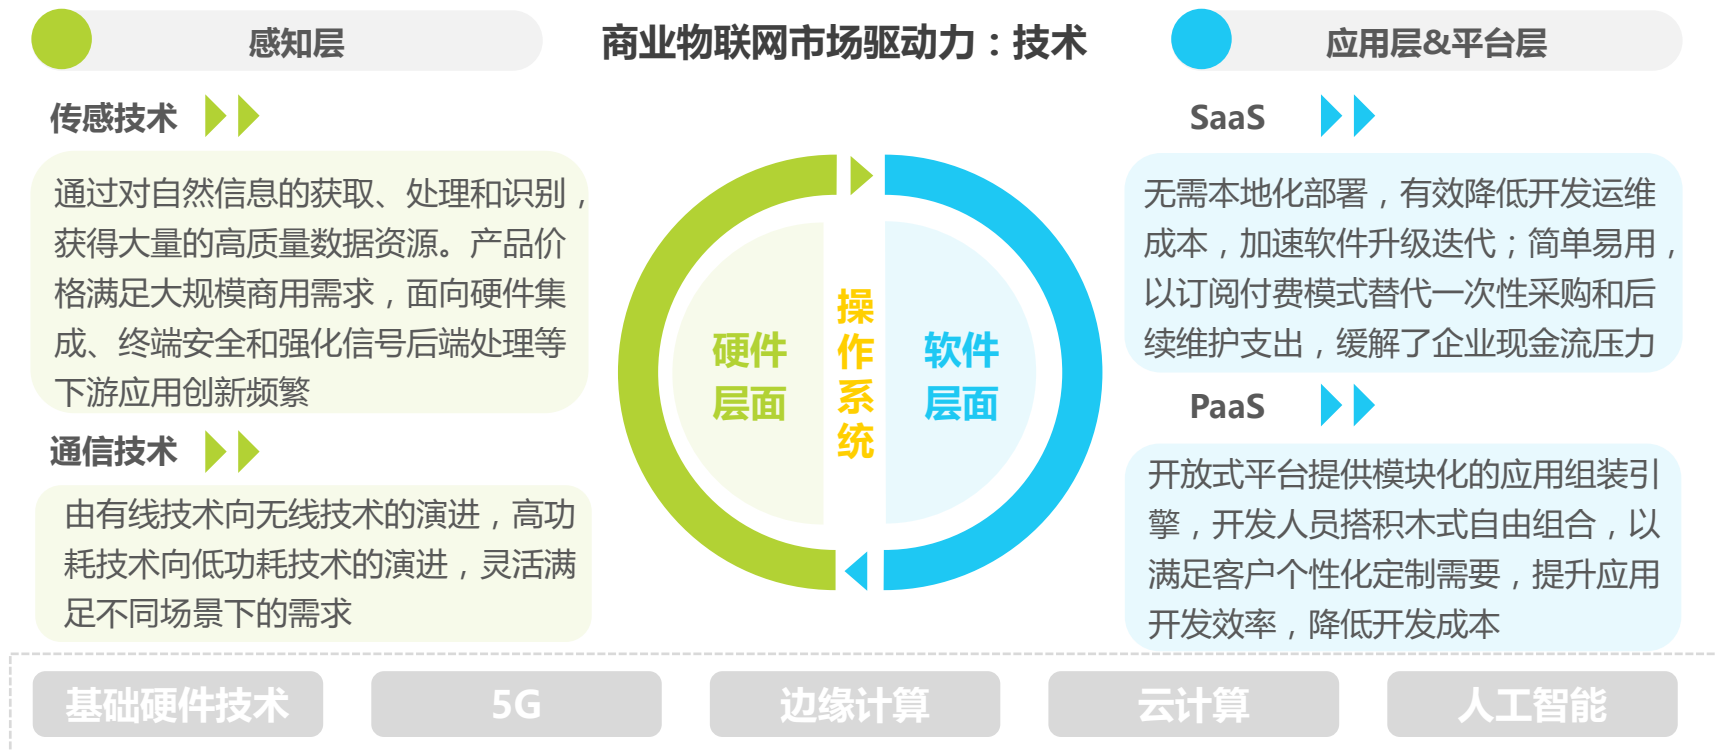 商业物联网市场驱动力：技术
感知层
传感技术
通过对自然信息的获取、处理和识别，
获得大量的高质量数据资源。产品价
格满足大规模商用需求，面向硬件集
成、终端安全和强化信号后端处理等
下游应用创新频繁
通信技术
由有线技术向无线技术的演进，高功
耗技术向低功耗技术的演进，灵活满
足不同场景下的需求
硬件
层面
操
作
系
统
软件
层面
应用层&平台层
SaaS
无需本地化部署，有效降低开发运维
成本，加速软件升级迭代；简单易用，
以订阅付费模式替代一次性采购和后
续维护支出，缓解了企业现金流压力
PaaS
开放式平台提供模块化的应用组装引
擎，开发人员搭积木式自由组合，以
满足客户个性化定制需要，提升应用
开发效率，降低开发成本
基础硬件技术
5G
边缘计算
云计算
人工智能